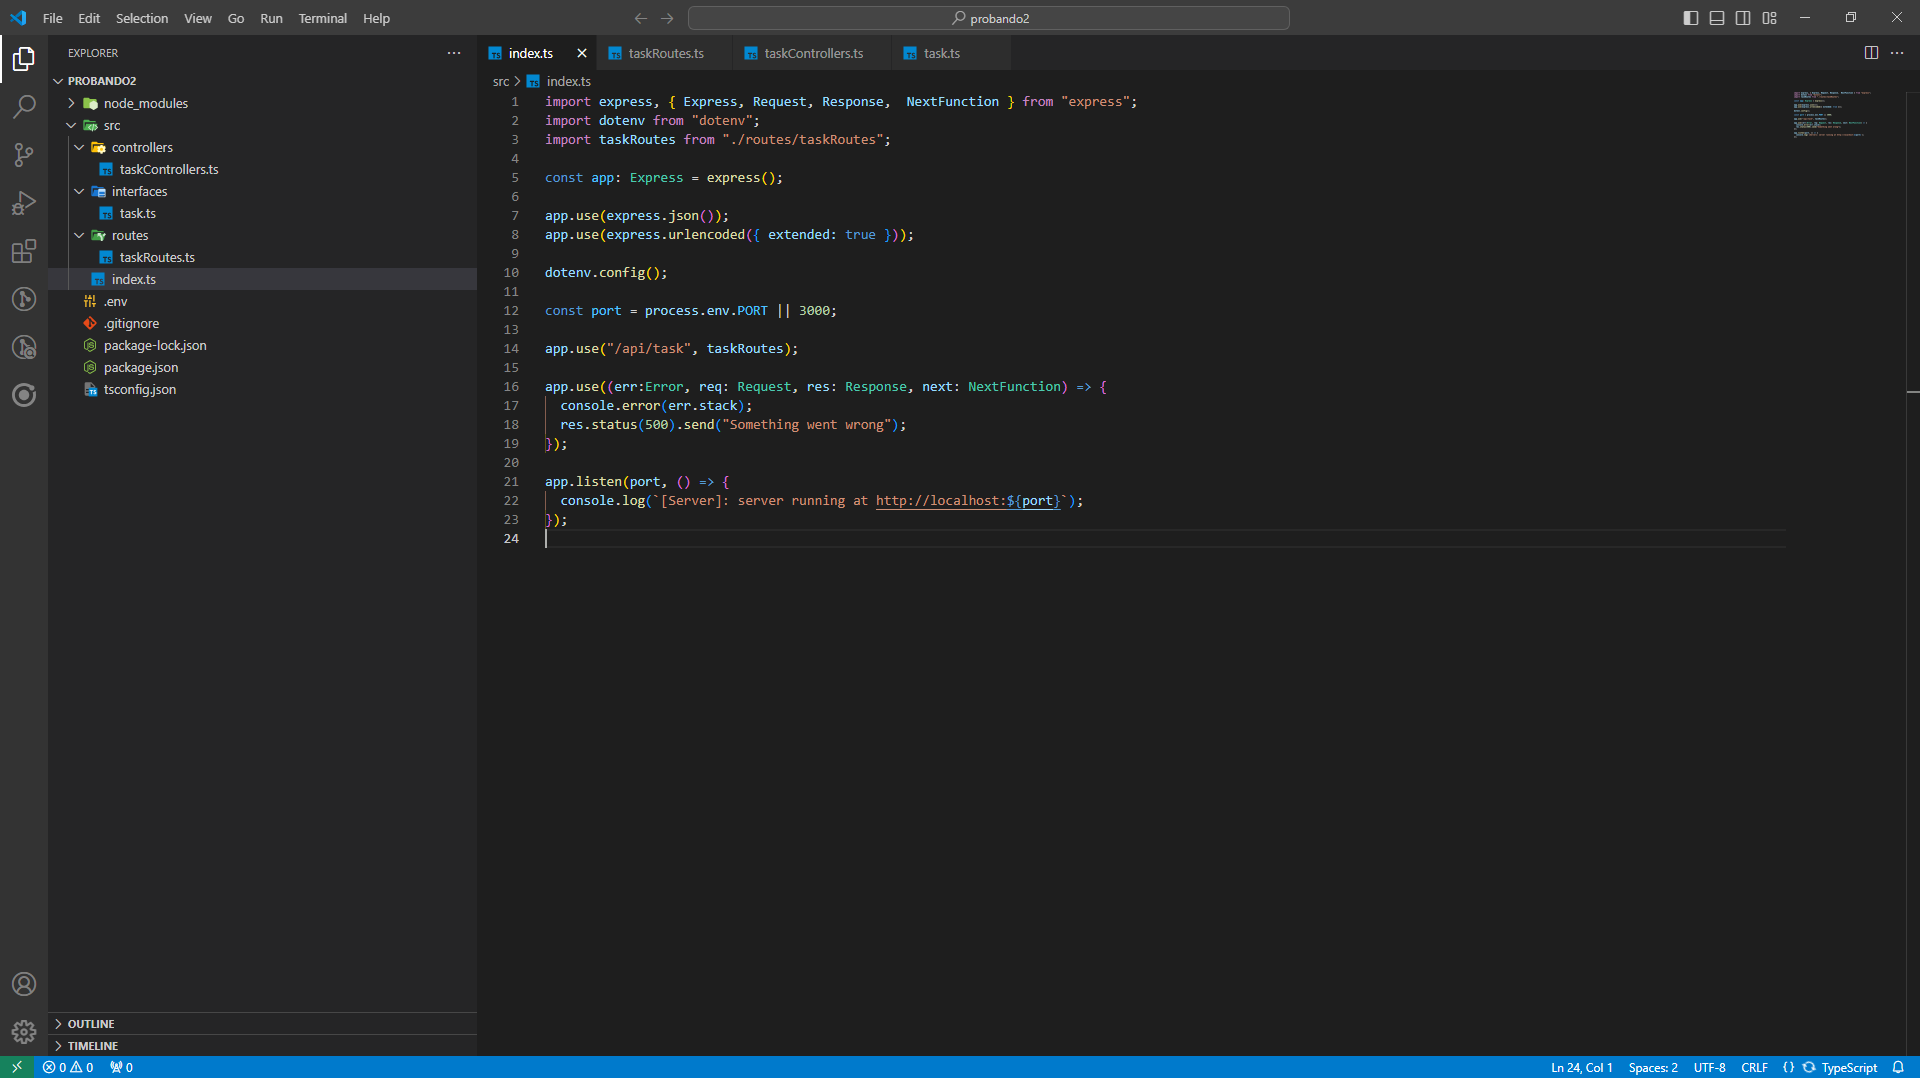 File Edit Selection View Go Run Terminal Help
probando2
EXPLORER
PROBANDO2
node_modules
src
controllers
taskControllers.ts
interfaces
task.ts
routes
taskRoutes.ts
index.ts
.env
.gitignore
package-lock.json
package.json
tsconfig.json
OUTLINE
TIMELINE
index.ts taskRoutes.ts taskControllers.ts task.ts
src > index.ts
1 import express, { Express, Request, Response,  NextFunction } from "express";
2 import dotenv from "dotenv";
3 import taskRoutes from "./routes/taskRoutes";
4
5 const app: Express = express();
6
7 app.use(express.json());
8 app.use(express.urlencoded({ extended: true }));
9
10 dotenv.config();
11
12 const port = process.env.PORT || 3000;
13
14 app.use("/api/task", taskRoutes);
15
16 app.use((err:Error, req: Request, res: Response, next: NextFunction) => {
17   console.error(err.stack);
18   res.status(500).send("Something went wrong");
19 });
20
21 app.listen(port, () => {
22   console.log(`[Server]: server running at http://localhost:${port}`);
23 });
24
0 0 0
Ln 24, Col 1 Spaces: 2 UTF-8 CRLF {} TypeScript